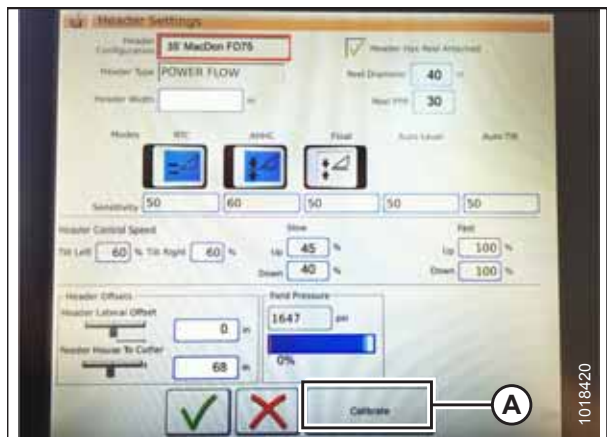 Header Settings
Header Configuration 35' MacDon FD75 Header Has Reel Attached
Header Type POWER FLOW Reel Diameter 40 in
Header Width in Reel PPR 30
Modes RTC AHHC Float Auto Level Auto Tilt
Sensitivity 50 60 50 50 50
Header Control Speed Slow Fast
Tilt Left 60 % Tilt Right 60 % Up 45 % Up 100 %
Down 40 % Down 100 %
Header Offsets Field Pressure
Header Lateral Offset 0 in 1647 psi
Feeder House To Cutter 68 in 0%
Calibrate A
1018420